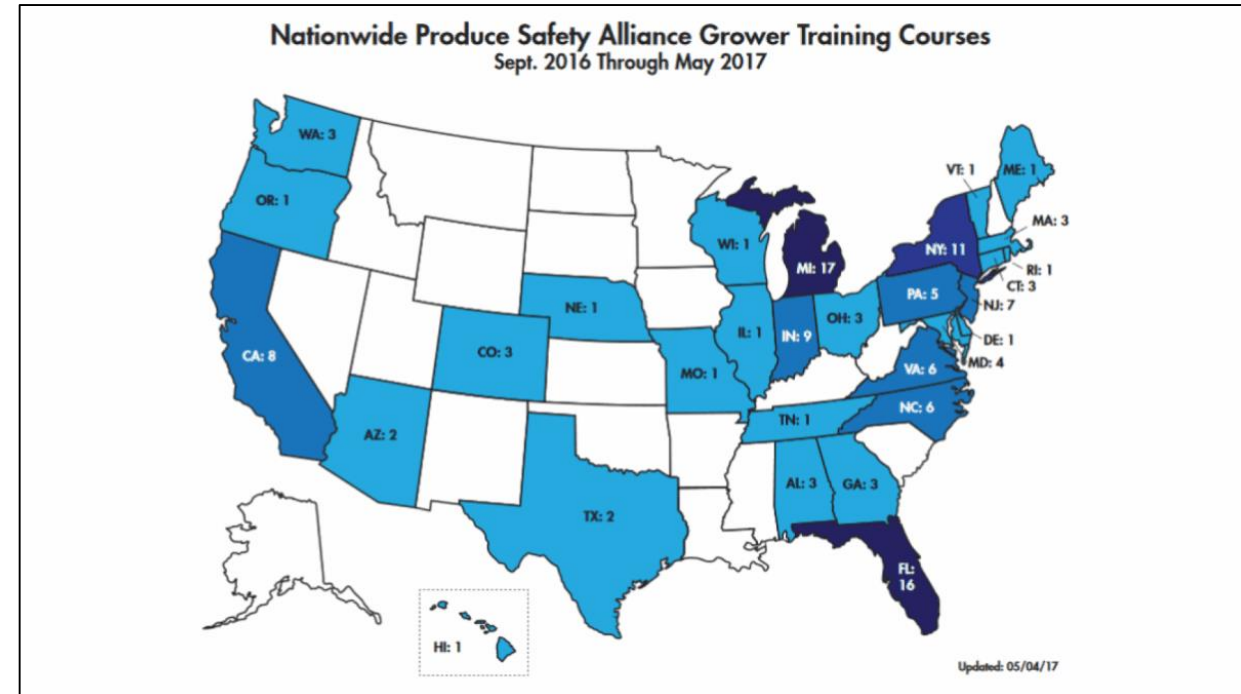 Nationwide Produce Safety Alliance Grower Training Courses
Sept. 2016 Through May 2017
WA: 3
VT: 1
ME: 1
OR: 1
MA: 3
WI: 1
NY: 11
MI: 17
RI: 1
CT: 3
PA: 5
NJ: 7
NE: 1
OH: 3
IL: 1
IN: 9
DE: 1
CO: 3
CA: 8
MD: 4
VA: 6
MO: 1
NC: 6
TN: 1
AZ: 2
AL: 3
GA: 3
TX: 2
FL:
16
HI: 1
Updated: 05/04/17